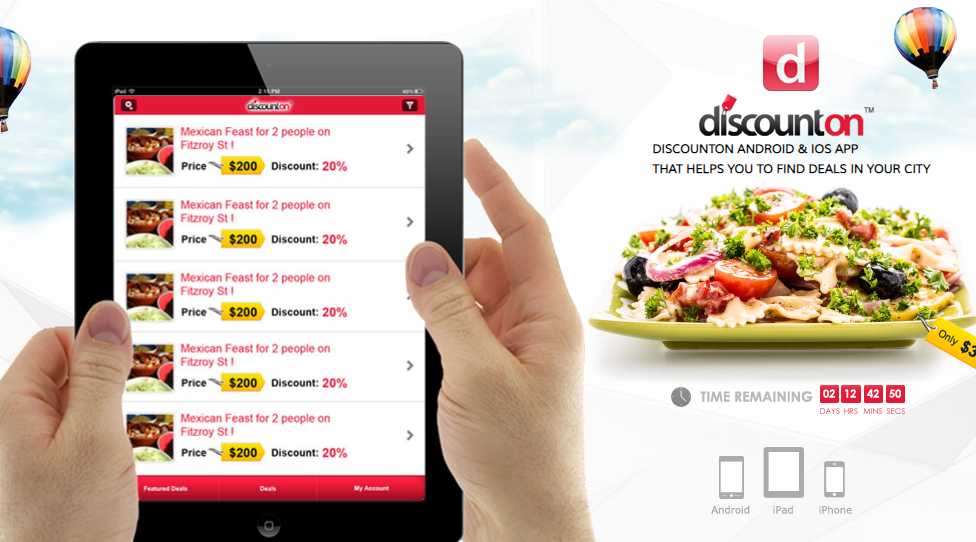 iPad
2:15 PM
discounton
Mexican Feast for 2 people on
Fitzroy St !
Price $200 Discount: 20%
Mexican Feast for 2 people on
Fitzroy St !
Price $200 Discount: 20%
Mexican Feast for 2 people on
Fitzroy St !
Price $200 Discount: 20%
Mexican Feast for 2 people on
Fitzroy St !
Price $200 Discount: 20%
Mexican Feast for 2 people on
Fitzroy St !
Price $200 Discount: 20%
Featured Deals Deals My Account
d
discounton™
DISCOUNTON ANDROID & IOS APP
THAT HELPS YOU TO FIND DEALS IN YOUR CITY
Only $3
TIME REMAINING 02 12 42 50
DAYS HRS MINS SECS
Android iPad iPhone